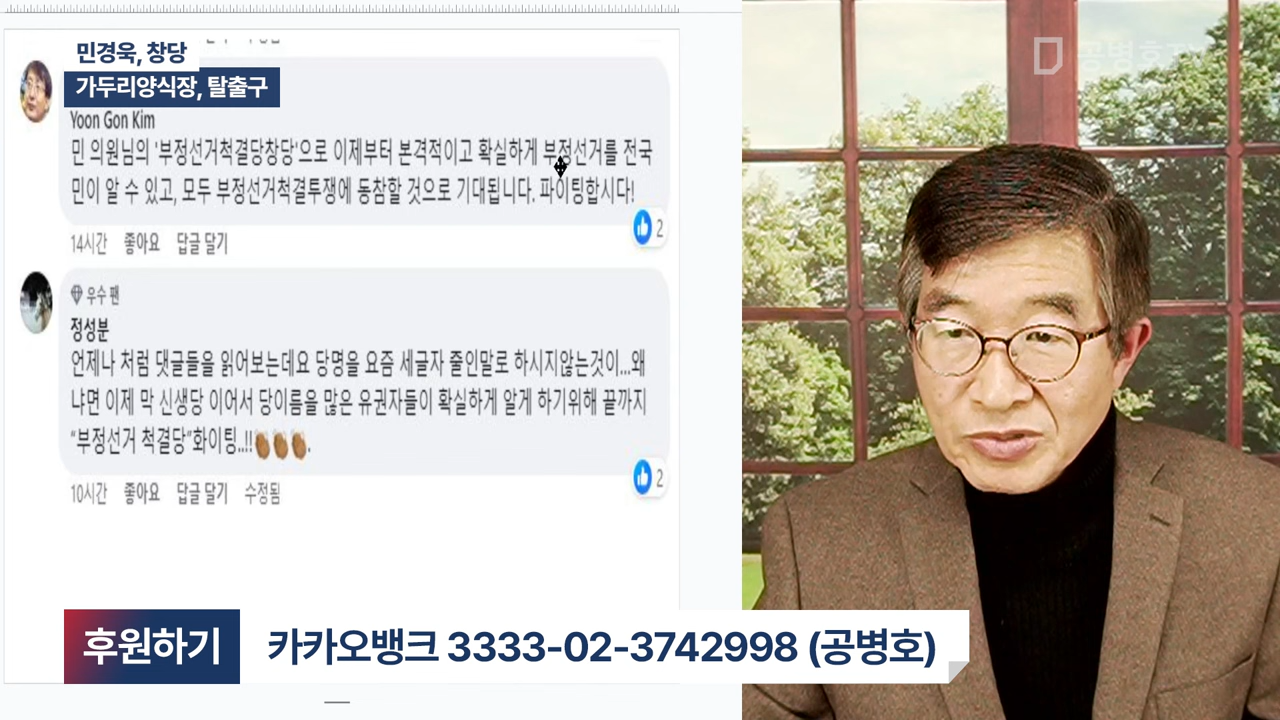 민경욱, 창당
가두리양식장, 탈출구
Yoon Gon Kim
민 의원님의 '부정선거척결당창당'으로 이제부터 본격적이고 확실하게 부정선거를 전국
민이 알 수 있고, 모두 부정선거척결투쟁에 동참할 것으로 기대됩니다. 파이팅합시다!
2
14시간 좋아요 답글 달기
우수 팬
정성분
언제나 처럼 댓글들을 읽어보는데요 당명을 요즘 세글자 줄인말로 하시지않는것이...왜
냐면 이제 막 신생당 이어서 당이름을 많은 유권자들이 확실하게 알게 하기위해 끝까지
"부정선거 척결당"화이팅..!!👏🏾👏🏾👏🏾.
2
10시간 좋아요 답글 달기 수정됨
후원하기
카카오뱅크 3333-02-3742998 (공병호)
공병호